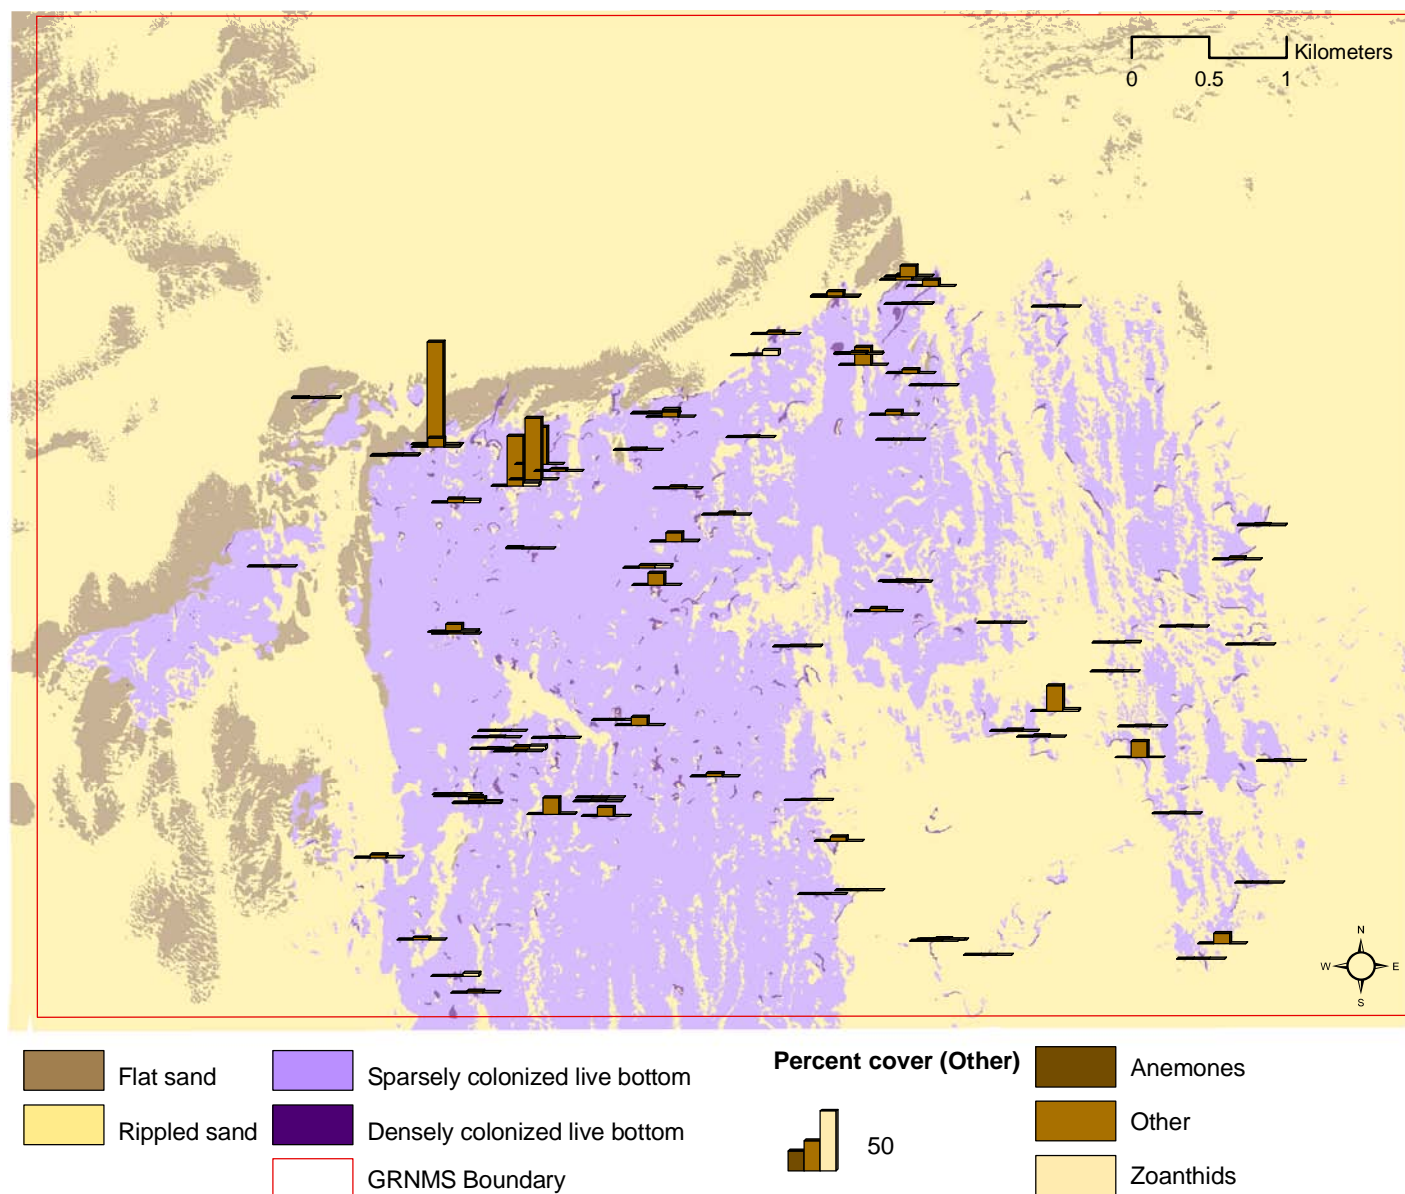 Kilometers
0 0.5 1
N
W E
S
Flat sand
Rippled sand
Sparsely colonized live bottom
Densely colonized live bottom
GRNMS Boundary
Percent cover (Other)
50
Anemones
Other
Zoanthids